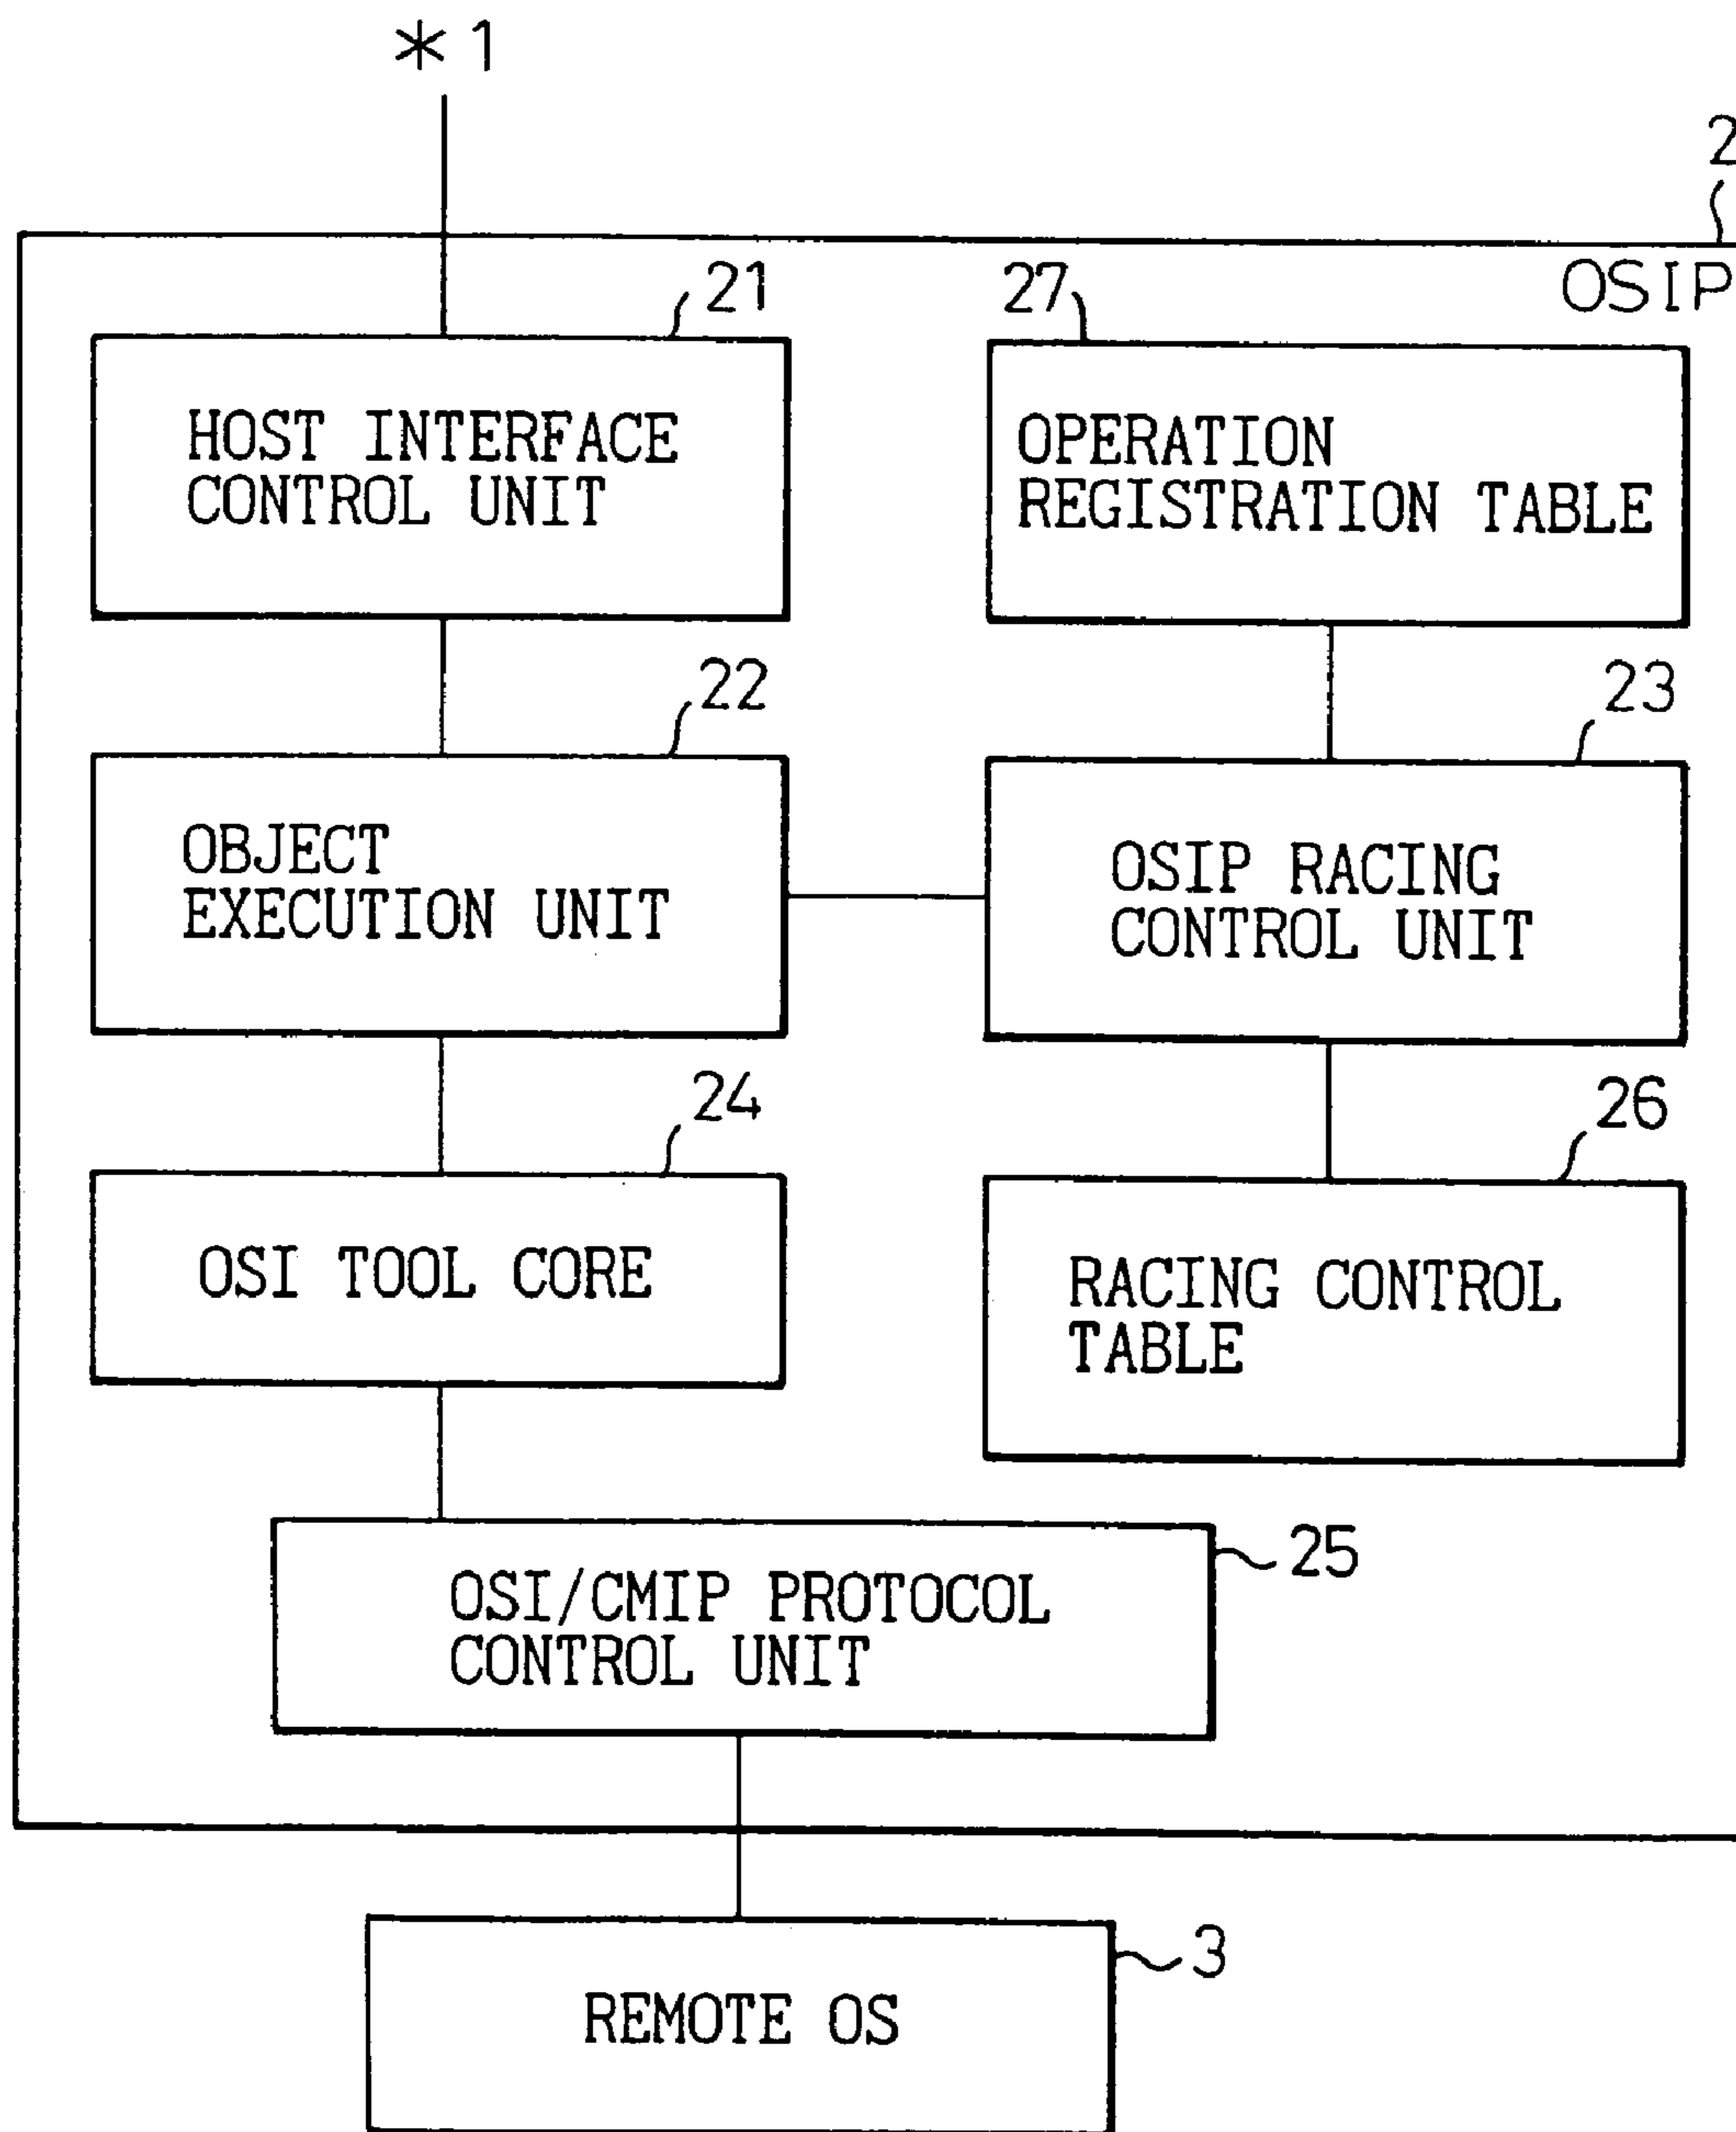 *1
2
OSIP
21
27
HOST INTERFACE
CONTROL UNIT
OPERATION
REGISTRATION TABLE
22
23
OBJECT
EXECUTION UNIT
OSIP RACING
CONTROL UNIT
24
26
OSI TOOL CORE
RACING CONTROL
TABLE
25
OSI/CMIP PROTOCOL
CONTROL UNIT
3
REMOTE OS